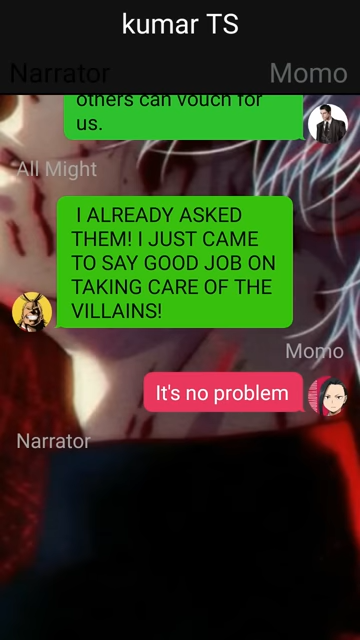 kumar TS
Narrator
Momo
others can vouch for
us.
All Might
I ALREADY ASKED
THEM! I JUST CAME
TO SAY GOOD JOB ON
TAKING CARE OF THE
VILLAINS!
Momo
It's no problem
Narrator